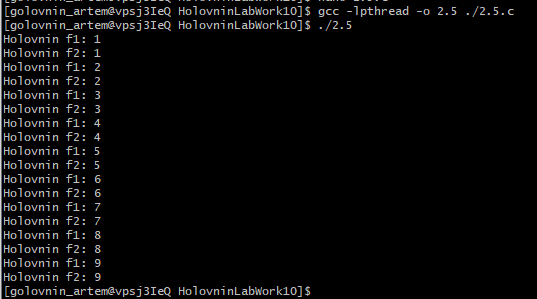 [golovnin_artem@vpsj3IeQ HolovninLabWork10]$ gcc -lpthread -o 2.5 ./2.5.c
[golovnin_artem@vpsj3IeQ HolovninLabWork10]$ ./2.5
Holovnin f1: 1
Holovnin f2: 1
Holovnin f1: 2
Holovnin f2: 2
Holovnin f1: 3
Holovnin f2: 3
Holovnin f1: 4
Holovnin f2: 4
Holovnin f1: 5
Holovnin f2: 5
Holovnin f1: 6
Holovnin f2: 6
Holovnin f1: 7
Holovnin f2: 7
Holovnin f1: 8
Holovnin f2: 8
Holovnin f1: 9
Holovnin f2: 9
[golovnin_artem@vpsj3IeQ HolovninLabWork10]$